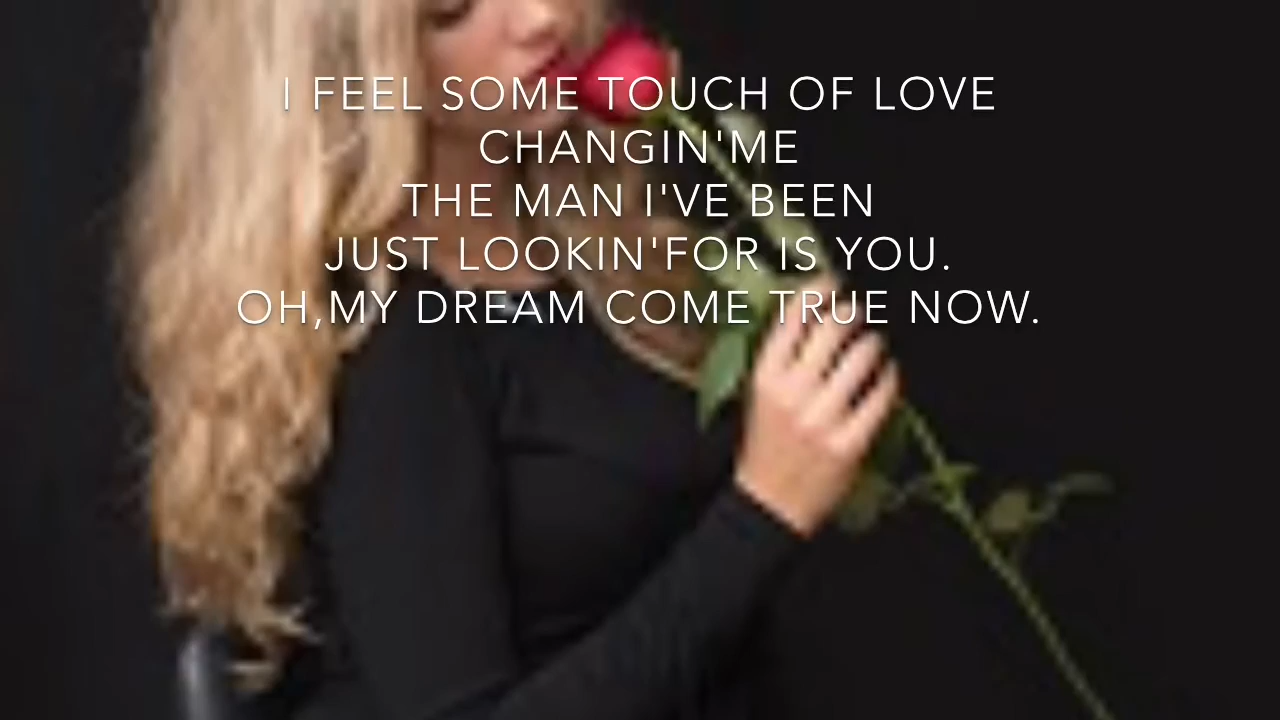 I FEEL SOME TOUCH OF LOVE
CHANGIN'ME
THE MAN I'VE BEEN
JUST LOOKIN'FOR IS YOU.
OH,MY DREAM COME TRUE NOW.